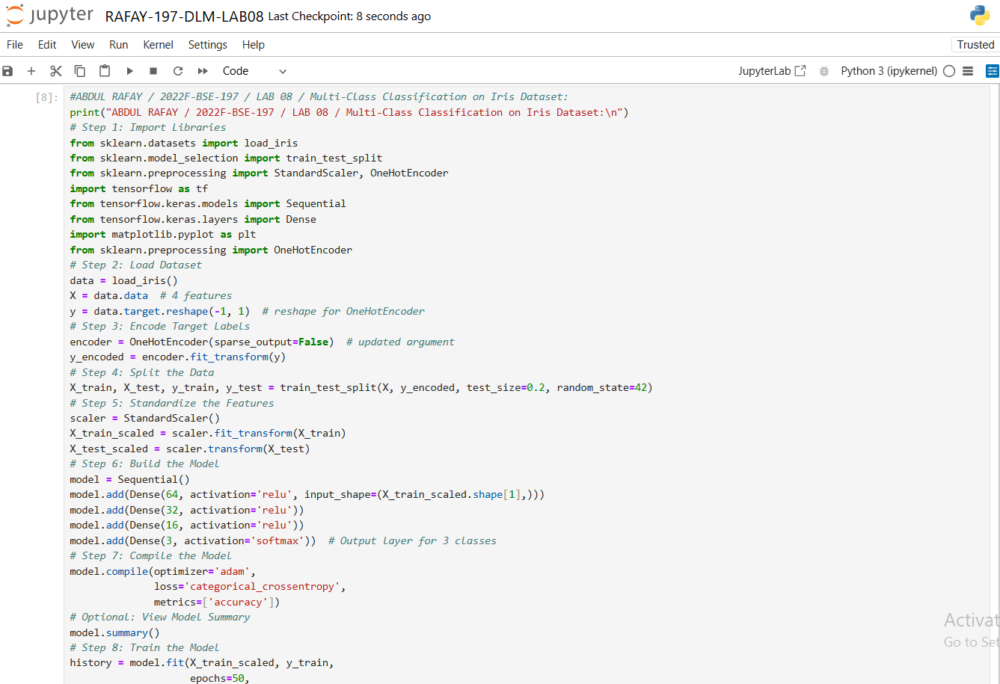 jupyter RAFAY-197-DLM-LAB08 Last Checkpoint: 8 seconds ago
File Edit View Run Kernel Settings Help Trusted
Code JupyterLab Python 3 (ipykernel)
[8]: #ABDUL RAFAY / 2022F-BSE-197 / LAB 08 / Multi-Class Classification on Iris Dataset:
print("ABDUL RAFAY / 2022F-BSE-197 / LAB 08 / Multi-Class Classification on Iris Dataset:\n")
# Step 1: Import Libraries
from sklearn.datasets import load_iris
from sklearn.model_selection import train_test_split
from sklearn.preprocessing import StandardScaler, OneHotEncoder
import tensorflow as tf
from tensorflow.keras.models import Sequential
from tensorflow.keras.layers import Dense
import matplotlib.pyplot as plt
from sklearn.preprocessing import OneHotEncoder
# Step 2: Load Dataset
data = load_iris()
X = data.data  # 4 features
y = data.target.reshape(-1, 1)  # reshape for OneHotEncoder
# Step 3: Encode Target Labels
encoder = OneHotEncoder(sparse_output=False)  # updated argument
y_encoded = encoder.fit_transform(y)
# Step 4: Split the Data
X_train, X_test, y_train, y_test = train_test_split(X, y_encoded, test_size=0.2, random_state=42)
# Step 5: Standardize the Features
scaler = StandardScaler()
X_train_scaled = scaler.fit_transform(X_train)
X_test_scaled = scaler.transform(X_test)
# Step 6: Build the Model
model = Sequential()
model.add(Dense(64, activation='relu', input_shape=(X_train_scaled.shape[1],)))
model.add(Dense(32, activation='relu'))
model.add(Dense(16, activation='relu'))
model.add(Dense(3, activation='softmax'))  # Output layer for 3 classes
# Step 7: Compile the Model
model.compile(optimizer='adam',
              loss='categorical_crossentropy',
              metrics=['accuracy'])
# Optional: View Model Summary
model.summary()
# Step 8: Train the Model
history = model.fit(X_train_scaled, y_train,
                    epochs=50,
Activat
Go to Set